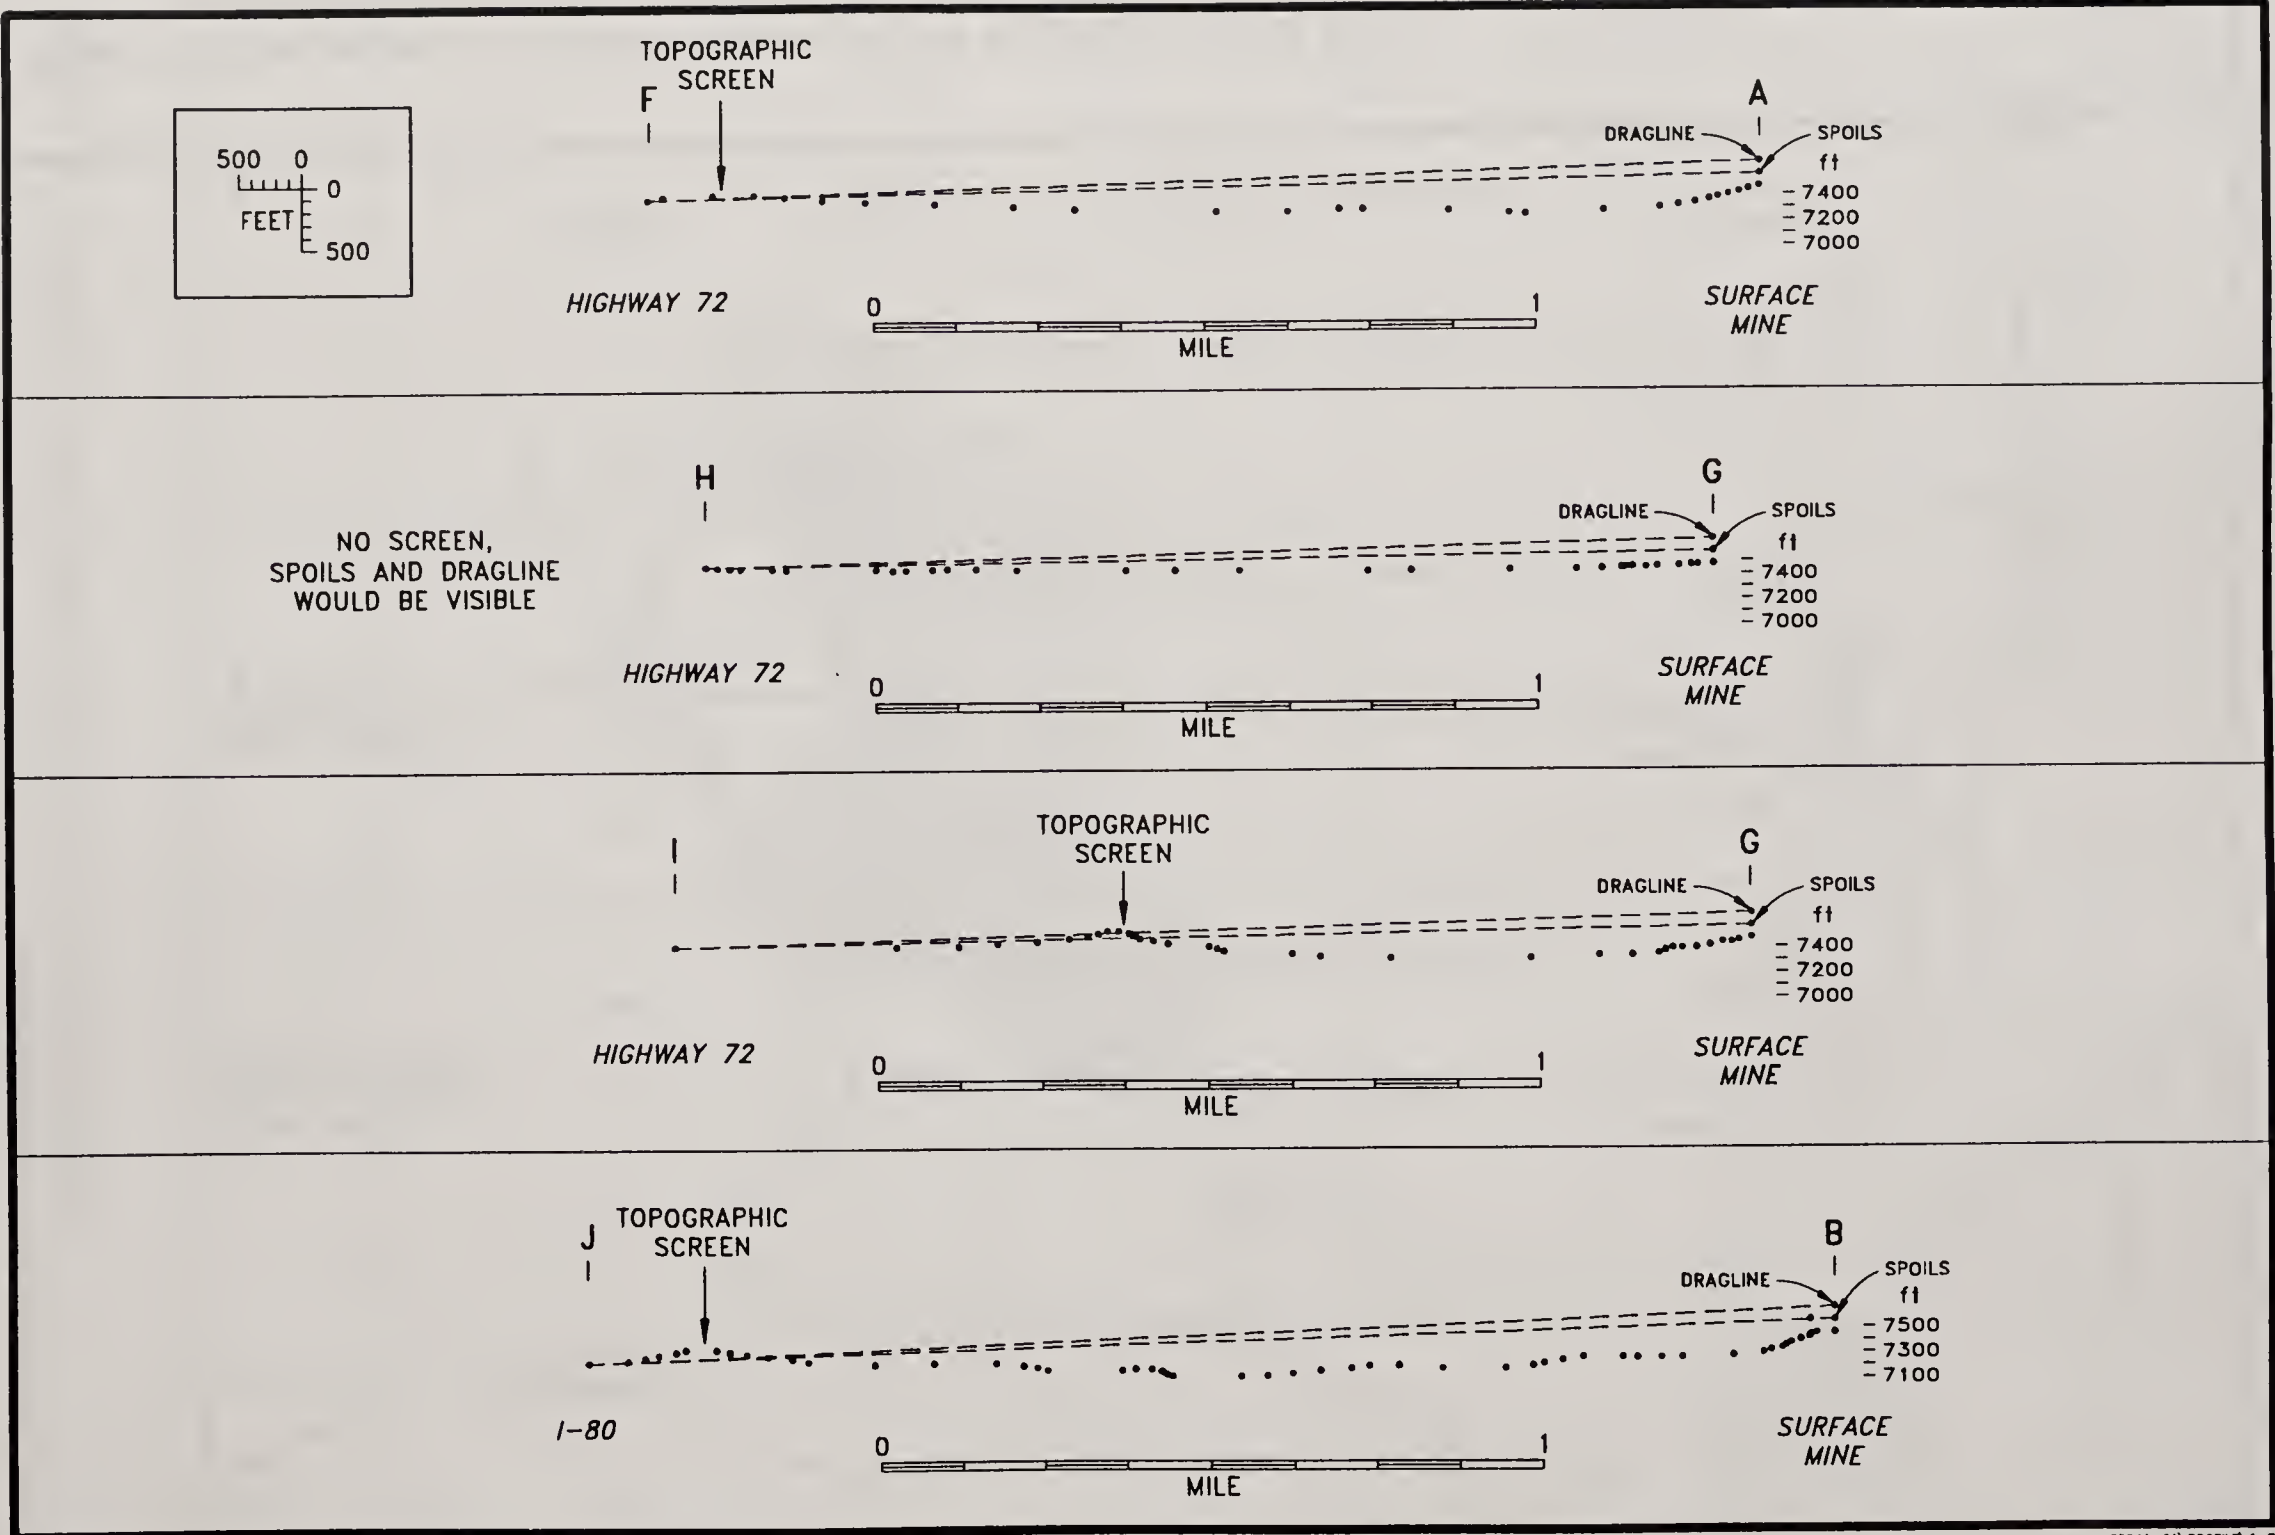 TOPOGRAPHIC
SCREEN
F
A
DRAGLINE
SPOILS
ft
7400
7200
7000
500 0
0
FEET
500
HIGHWAY 72
0 1
MILE
SURFACE
MINE
H
G
DRAGLINE
SPOILS
ft
7400
7200
7000
NO SCREEN,
SPOILS AND DRAGLINE
WOULD BE VISIBLE
HIGHWAY 72
0 1
MILE
SURFACE
MINE
TOPOGRAPHIC
SCREEN
I
G
DRAGLINE
SPOILS
ft
7400
7200
7000
HIGHWAY 72
0 1
MILE
SURFACE
MINE
J
TOPOGRAPHIC
SCREEN
B
DRAGLINE
SPOILS
ft
7500
7300
7100
I-80
0 1
MILE
SURFACE
MINE